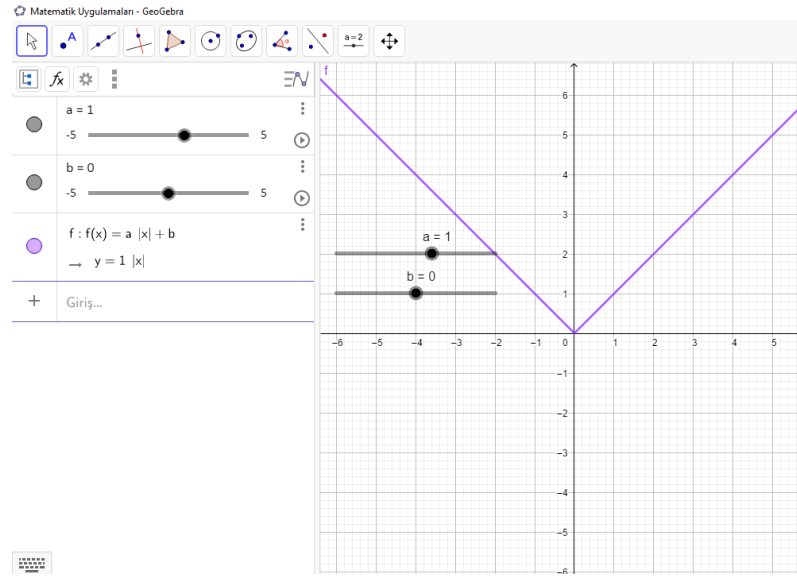 Matematik Uygulamaları - GeoGebra
A
a=2
fx
a = 1
-5 5
b = 0
-5 5
f : f(x) = a |x| + b
→ y = 1 |x|
+ Giriş...
f
6
5
4
3
a = 1
2
b = 0
1
−6 −5 −4 −3 −2 −1 0 1 2 3 4 5
−1
−2
−3
−4
−5
−6